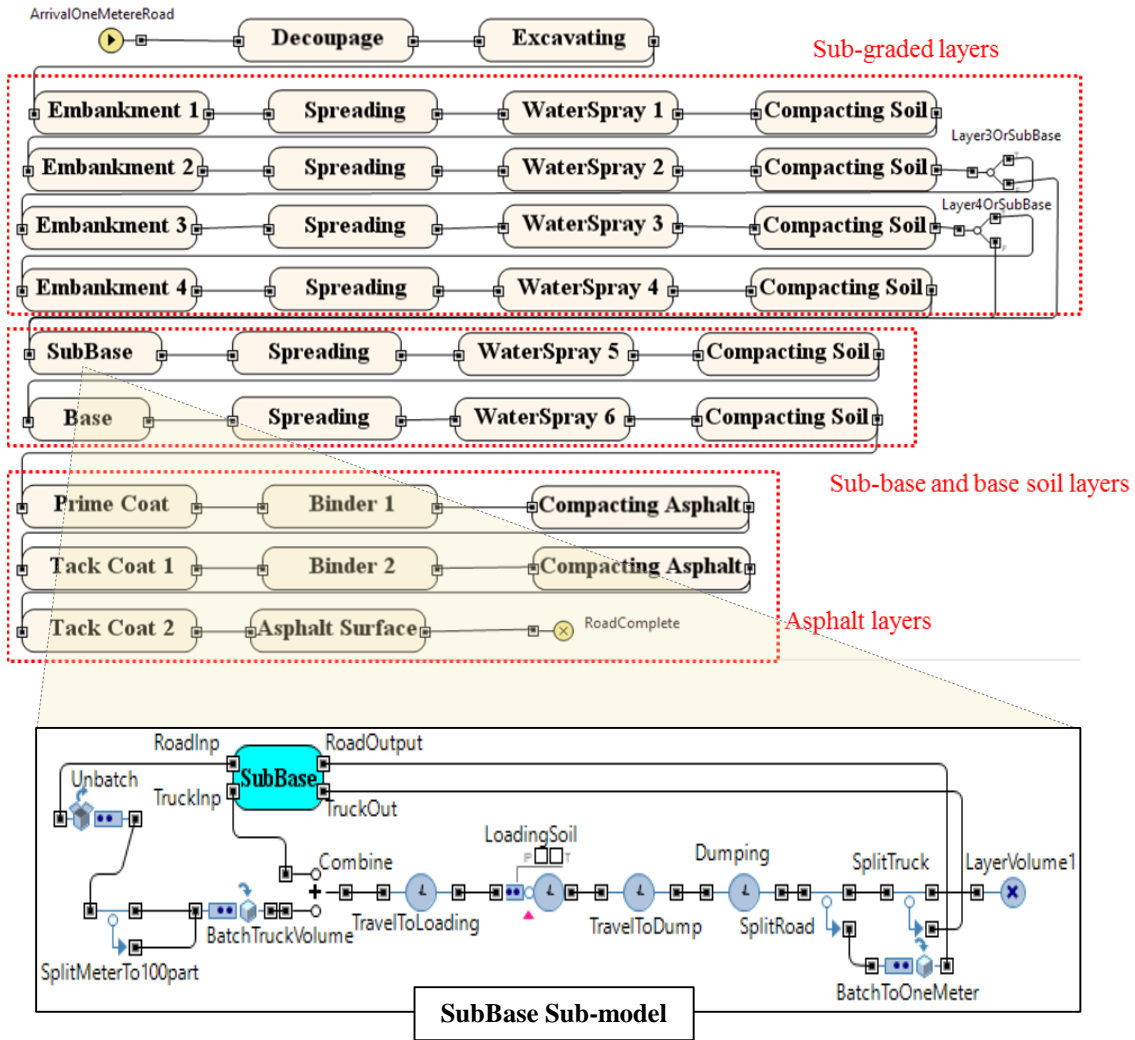 ArrivalOneMetereRoad
Decoupage
Excavating
Sub-graded layers
Embankment 1
Spreading
WaterSpray 1
Compacting Soil
Layer3OrSubBase
Embankment 2
Spreading
WaterSpray 2
Compacting Soil
Layer4OrSubBase
Embankment 3
Spreading
WaterSpray 3
Compacting Soil
Embankment 4
Spreading
WaterSpray 4
Compacting Soil
SubBase
Spreading
WaterSpray 5
Compacting Soil
Base
Spreading
WaterSpray 6
Compacting Soil
Sub-base and base soil layers
Prime Coat
Binder 1
Compacting Asphalt
Tack Coat 1
Binder 2
Compacting Asphalt
Tack Coat 2
Asphalt Surface
RoadComplete
Asphalt layers
RoadInp
RoadOutput
SubBase
Unbatch
TruckInp
TruckOut
LoadingSoil
P
T
Combine
Dumping
SplitTruck
LayerVolume1
TravelToLoading
TravelToDump
SplitRoad
BatchTruckVolume
SplitMeterTo100part
BatchToOneMeter
SubBase Sub-model